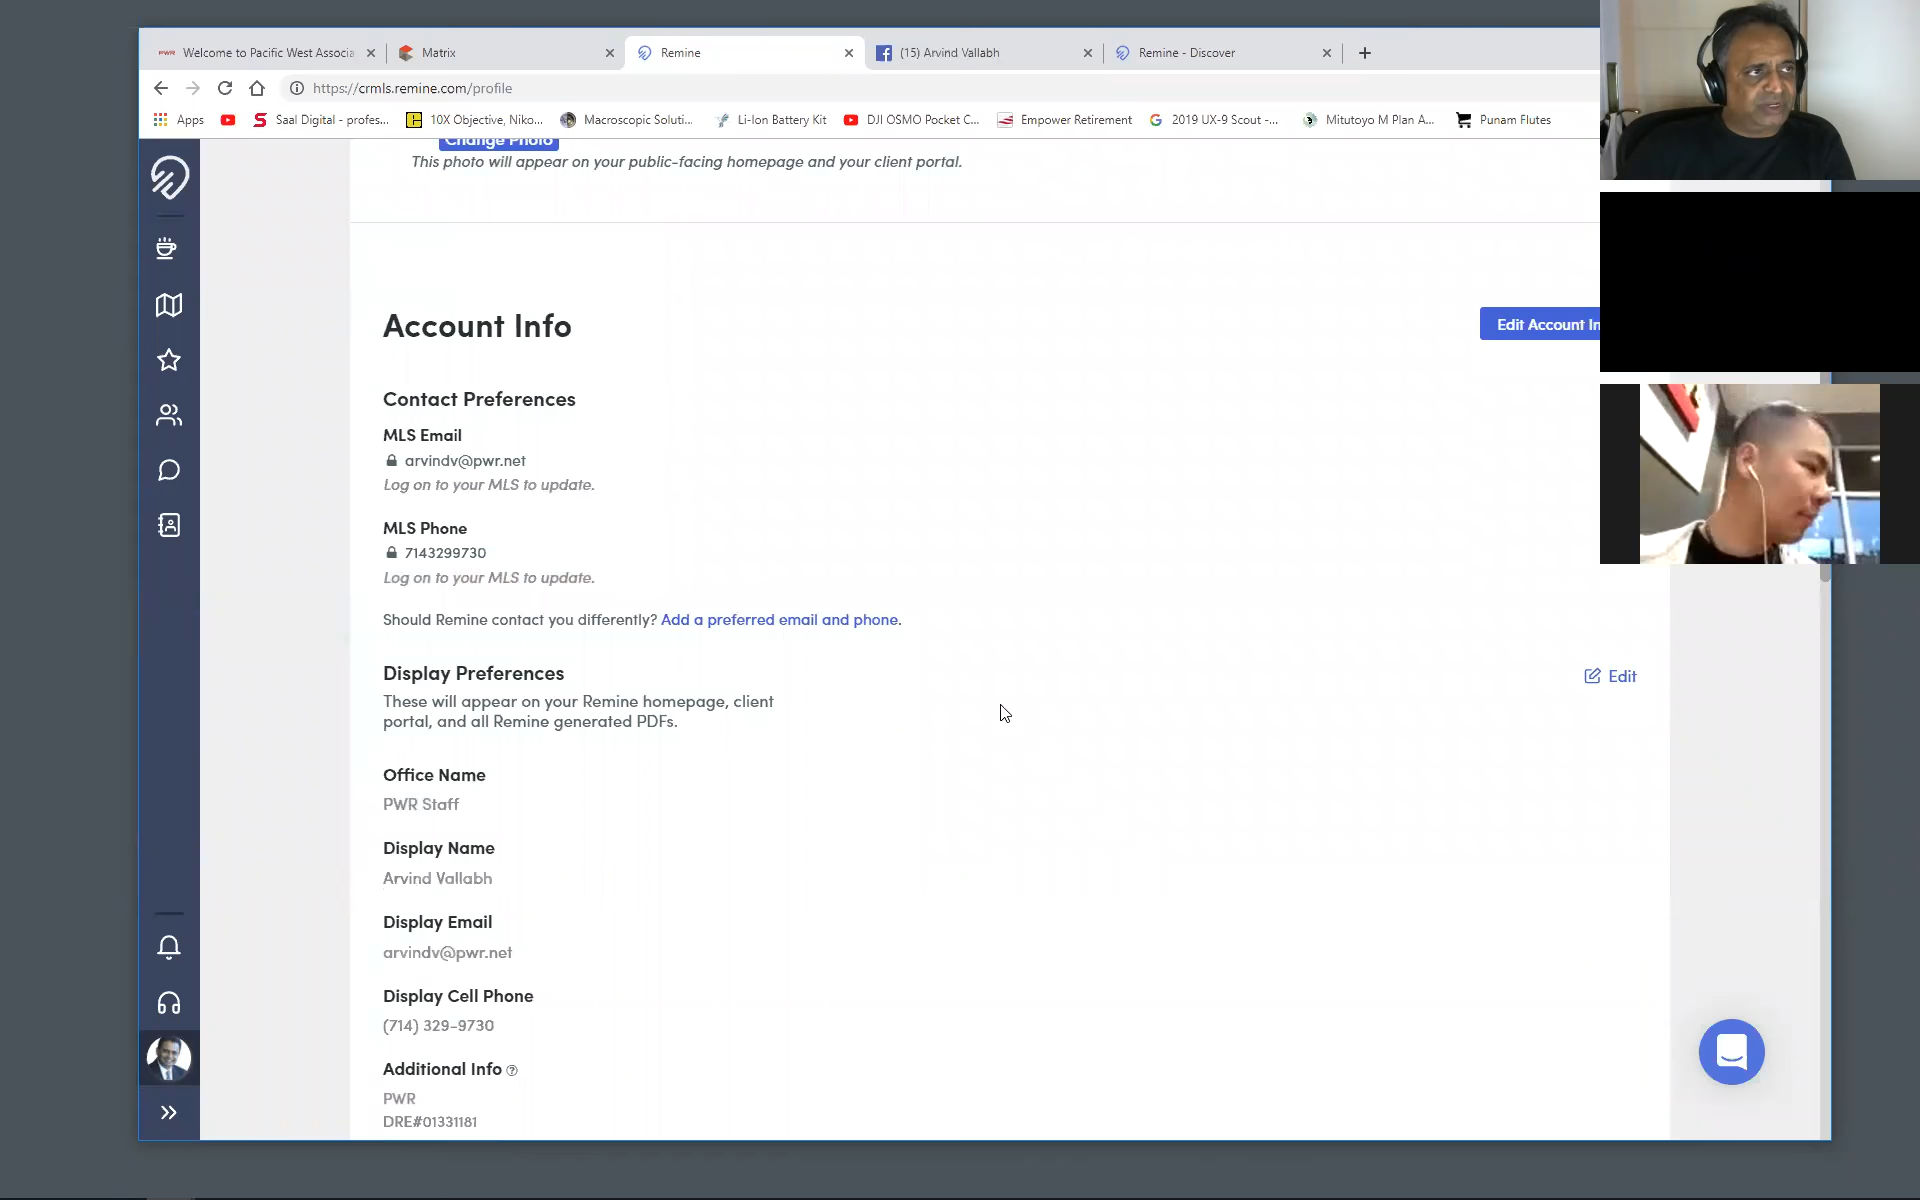 PWR Welcome to Pacific West Associa
Matrix
Remine
(15) Arvind Vallabh
Remine - Discover
https://crmls.remine.com/profile
Apps
Saal Digital - profes...
10X Objective, Niko...
Macroscopic Soluti...
Li-Ion Battery Kit
DJI OSMO Pocket C...
Empower Retirement
2019 UX-9 Scout -...
Mitutoyo M Plan A...
Punam Flutes
Change Photo
This photo will appear on your public-facing homepage and your client portal.
Account Info
Edit Account In
Contact Preferences
MLS Email
arvindv@pwr.net
Log on to your MLS to update.
MLS Phone
7143299730
Log on to your MLS to update.
Should Remine contact you differently? Add a preferred email and phone.
Display Preferences
Edit
These will appear on your Remine homepage, client
portal, and all Remine generated PDFs.
Office Name
PWR Staff
Display Name
Arvind Vallabh
Display Email
arvindv@pwr.net
Display Cell Phone
(714) 329-9730
Additional Info
PWR
DRE#01331181